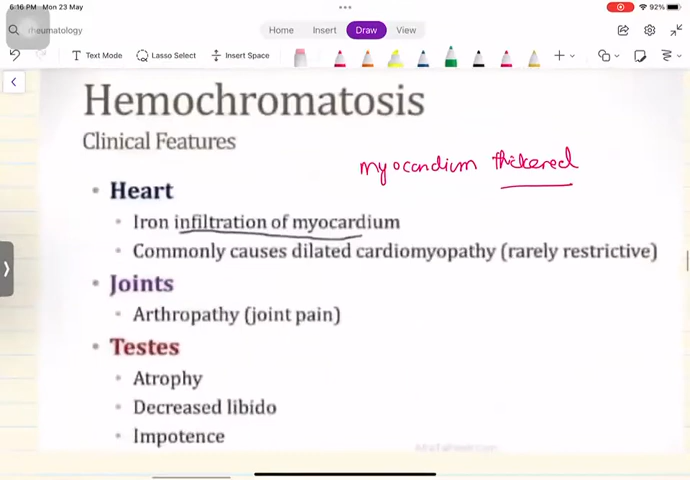 6:16 PM Mon 23 May
92%
heumatology
Home Insert Draw View
Text Mode Lasso Select Insert Space
Hemochromatosis
Clinical Features
myocardium thickened
Heart
Iron infiltration of myocardium
Commonly causes dilated cardiomyopathy (rarely restrictive)
Joints
Arthropathy (joint pain)
Testes
Atrophy
Decreased libido
Impotence